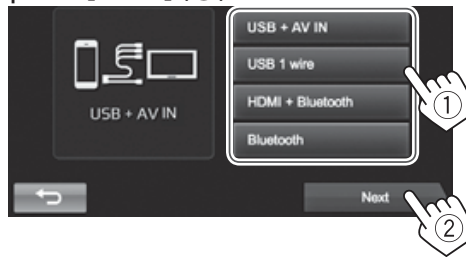 USB + AV IN
USB + AV IN
USB 1 wire
HDMI + Bluetooth
Bluetooth
Next
1
2